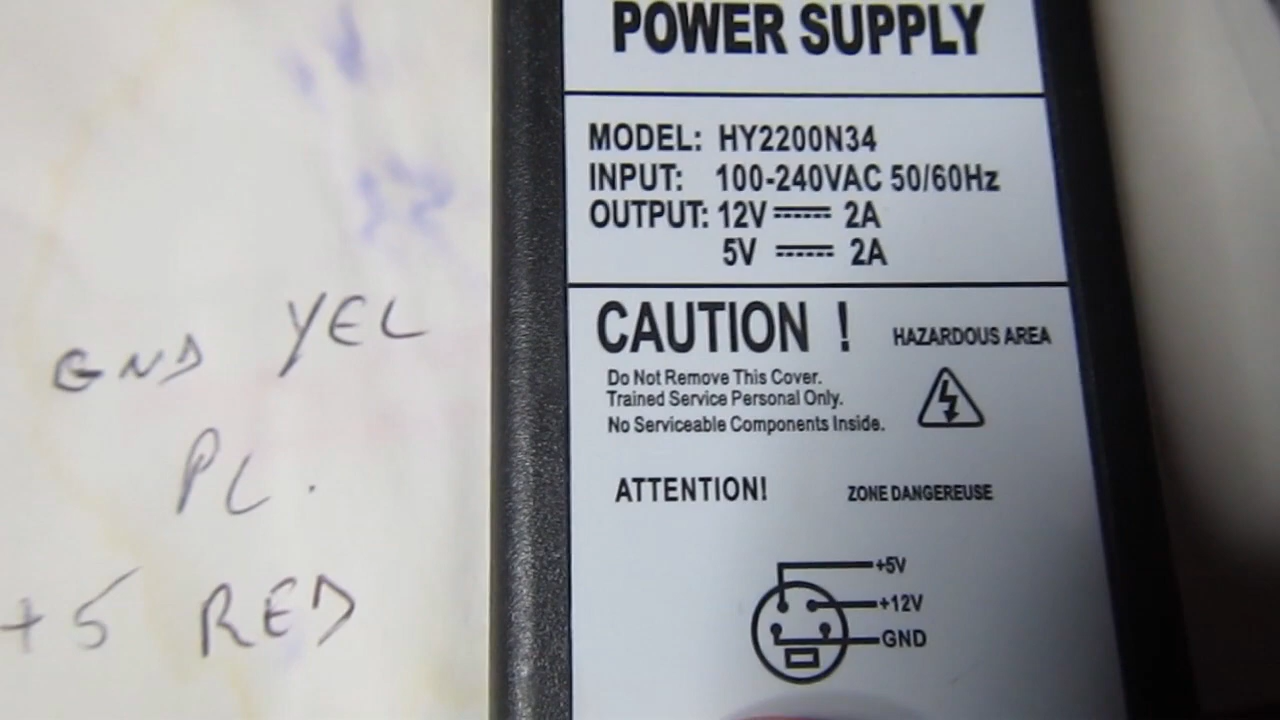 GND YEL
PL.
+5 RED
POWER SUPPLY
MODEL: HY2200N34
INPUT: 100-240VAC 50/60Hz
OUTPUT: 12V 2A
5V 2A
CAUTION ! HAZARDOUS AREA
Do Not Remove This Cover.
Trained Service Personal Only.
No Serviceable Components Inside.
ATTENTION! ZONE DANGEREUSE
+5V
+12V
GND